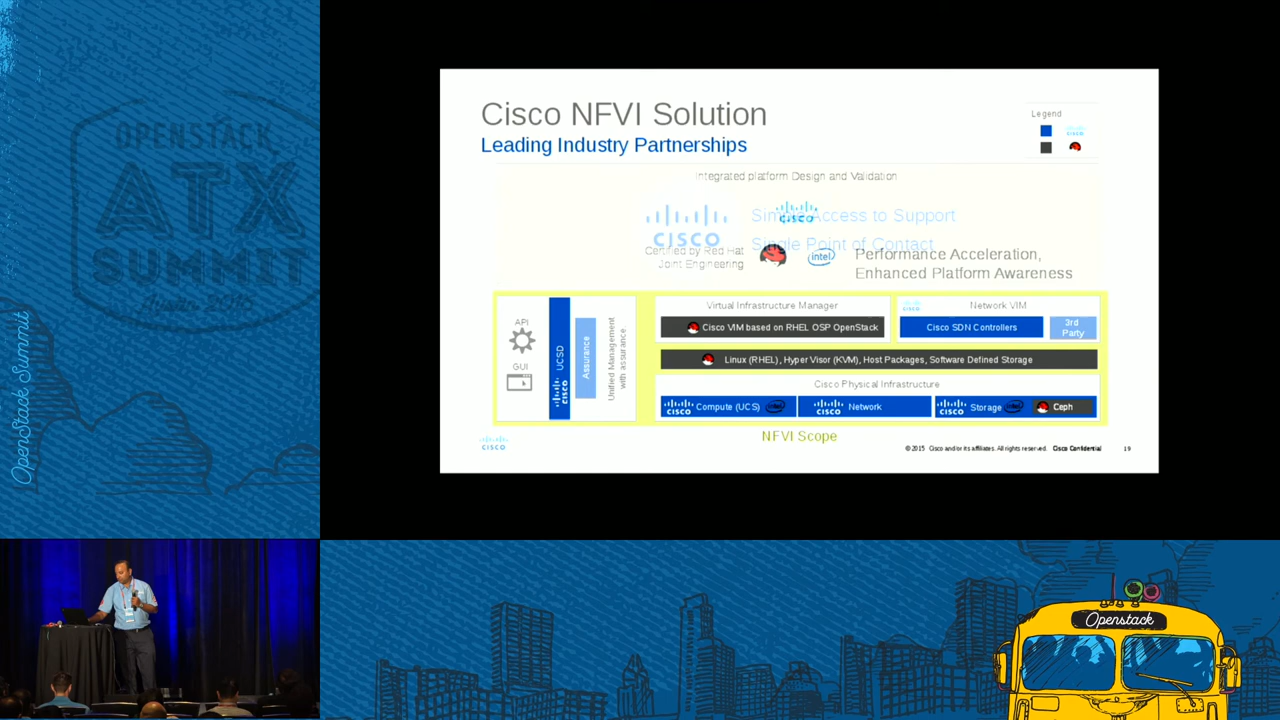 OPENSTACK
ATX
SUMMIT
OpenStack Summit
Cisco NFVI Solution
Leading Industry Partnerships
Legend
CISCO
Integrated platform Design and Validation
CISCO
CISCO
Simple Access to Support
Single Point of Contact
Certified by Red Hat
Joint Engineering
intel
Performance Acceleration,
Enhanced Platform Awareness
API
GUI
CISCO UCSD
Assurance
Unified Management
with assurance
Virtual Infrastructure Manager
Cisco VIM based on RHEL OSP OpenStack
CISCO
Network VIM
Cisco SDN Controllers
3rd
Party
Linux (RHEL), Hyper Visor (KVM), Host Packages, Software Defined Storage
Cisco Physical Infrastructure
CISCO Compute (UCS) intel
CISCO Network
CISCO Storage intel Ceph
NFVI Scope
CISCO
© 2015 Cisco and/or its affiliates. All rights reserved. Cisco Confidential 19
Openstack